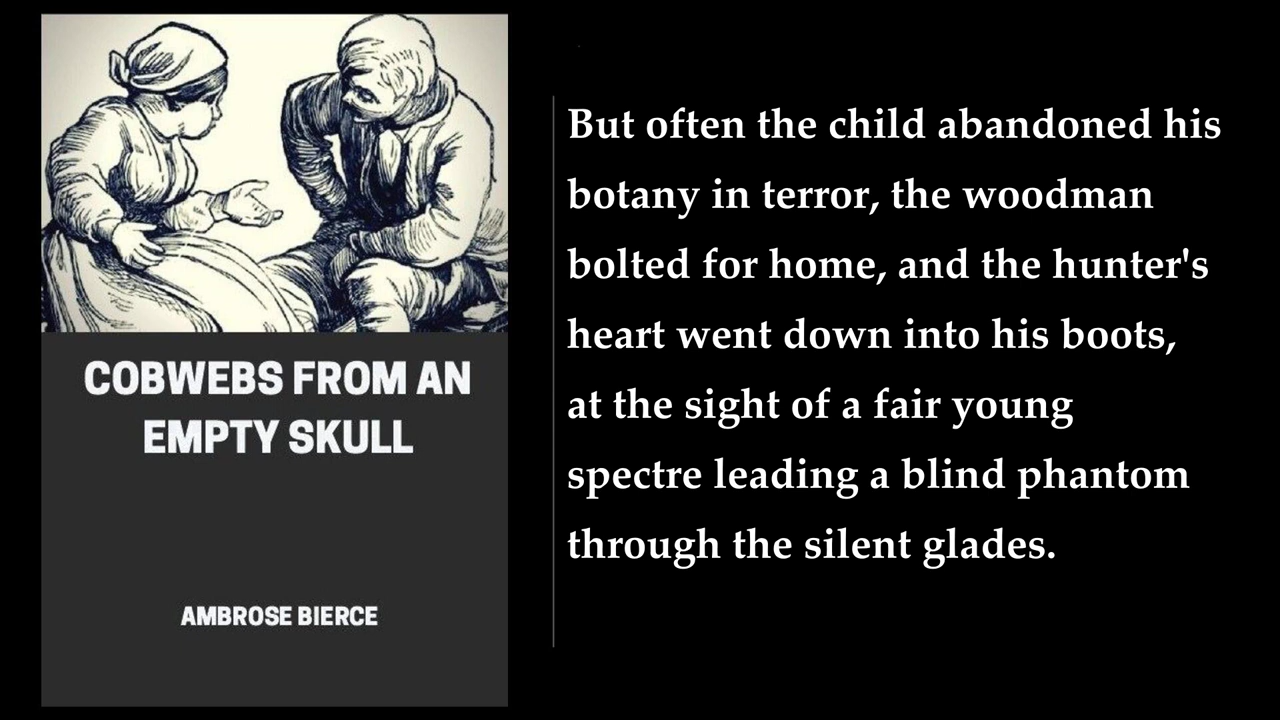 COBWEBS FROM AN
EMPTY SKULL
AMBROSE BIERCE
But often the child abandoned his
botany in terror, the woodman
bolted for home, and the hunter's
heart went down into his boots,
at the sight of a fair young
spectre leading a blind phantom
through the silent glades.